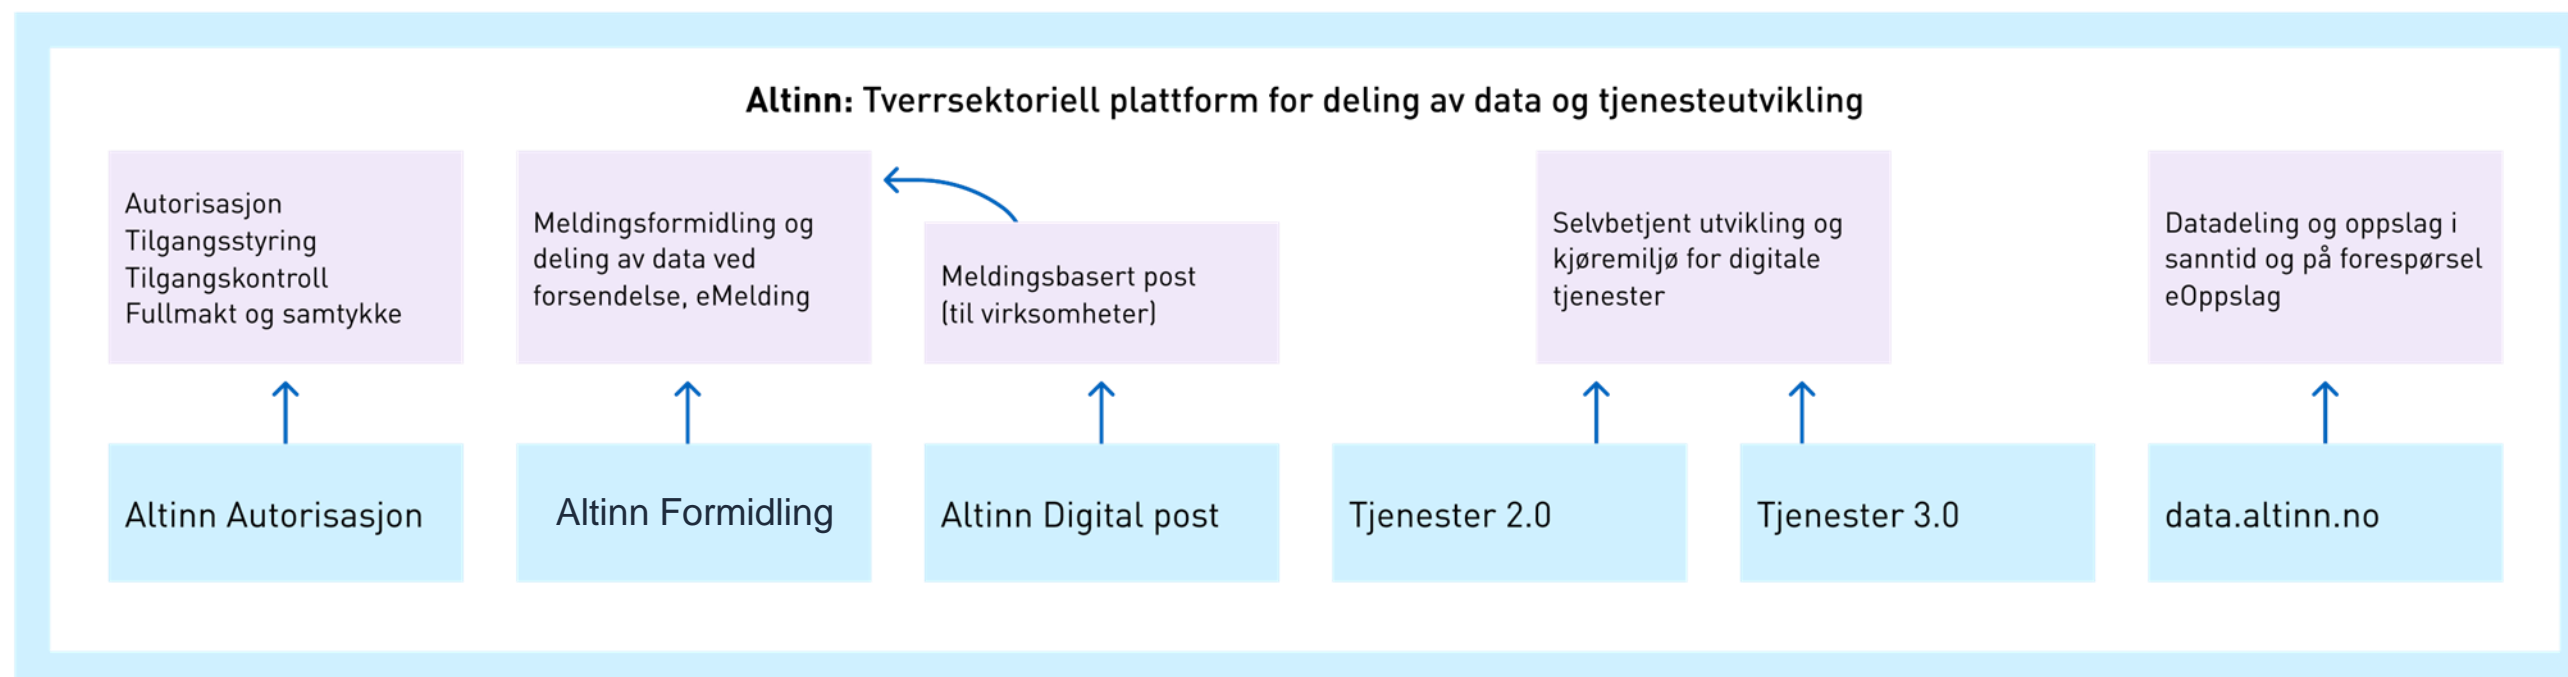 Altinn: Tverrsektoriell plattform for deling av data og tjenesteutvikling
Autorisasjon
Tilgangsstyring
Tilgangskontroll
Fullmakt og samtykke
Meldingsformidling og
deling av data ved
forsendelse, eMelding
Meldingsbasert post
(til virksomheter)
Selvbetjent utvikling og
kjøremiljø for digitale
tjenester
Datadeling og oppslag i
sanntid og på forespørsel
eOppslag
Altinn Autorisasjon
Altinn Formidling
Altinn Digital post
Tjenester 2.0
Tjenester 3.0
data.altinn.no